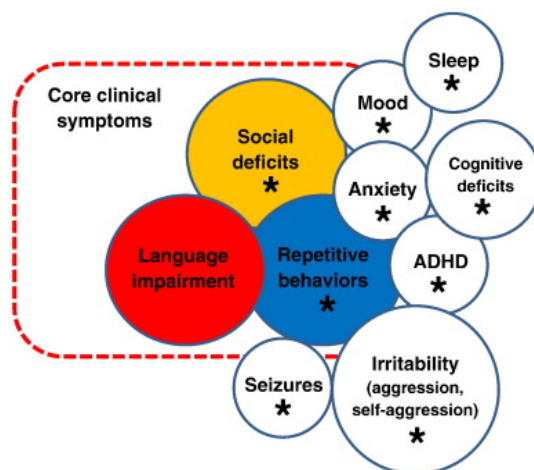 Core clinical
symptoms
Sleep
*
Mood
*
Social
deficits
*
Anxiety
*
Cognitive
deficits
*
Language
impairment
Repetitive
behaviors
*
ADHD
*
Seizures
*
Irritability
(aggression,
self-aggression)
*